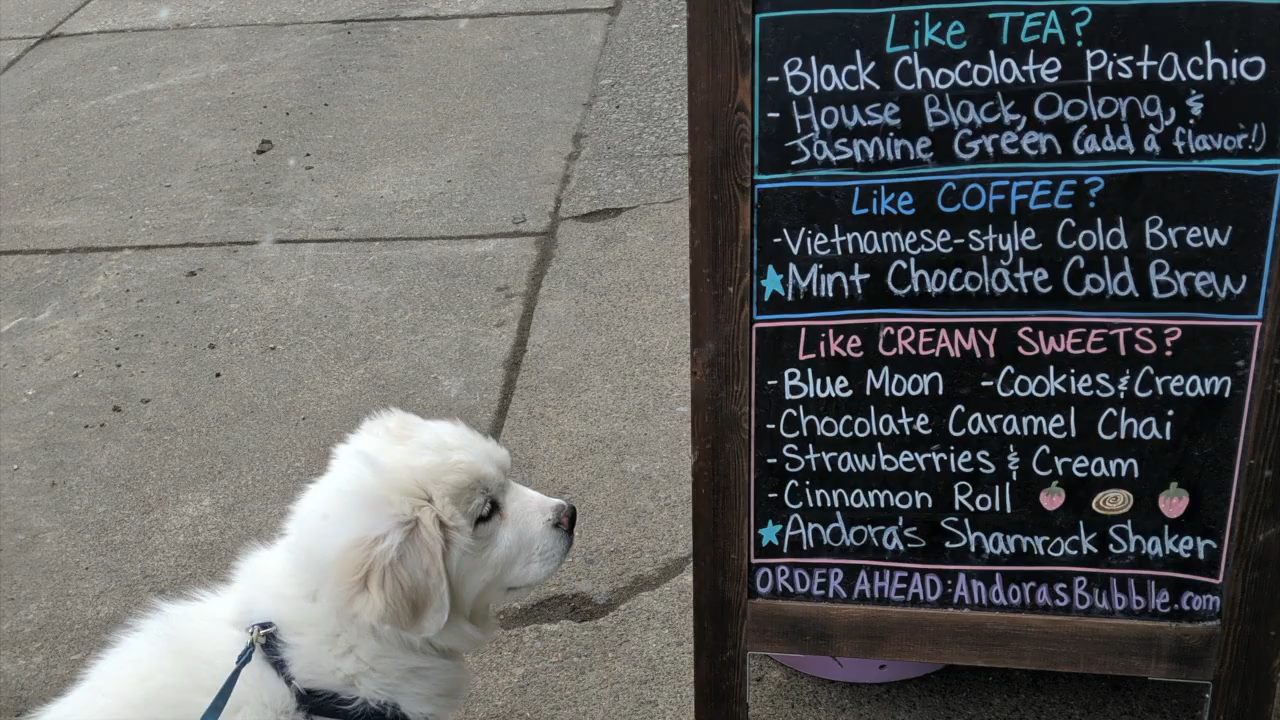 Like TEA?
-Black Chocolate Pistachio
- House Black, Oolong, &
Jasmine Green (add a flavor!)
Like COFFEE?
-Vietnamese-style Cold Brew
★Mint Chocolate Cold Brew
Like CREAMY SWEETS?
-Blue Moon -Cookies & Cream
-Chocolate Caramel Chai
-Strawberries & Cream
-Cinnamon Roll
★Andora's Shamrock Shaker
ORDER AHEAD: AndorasBubble.com